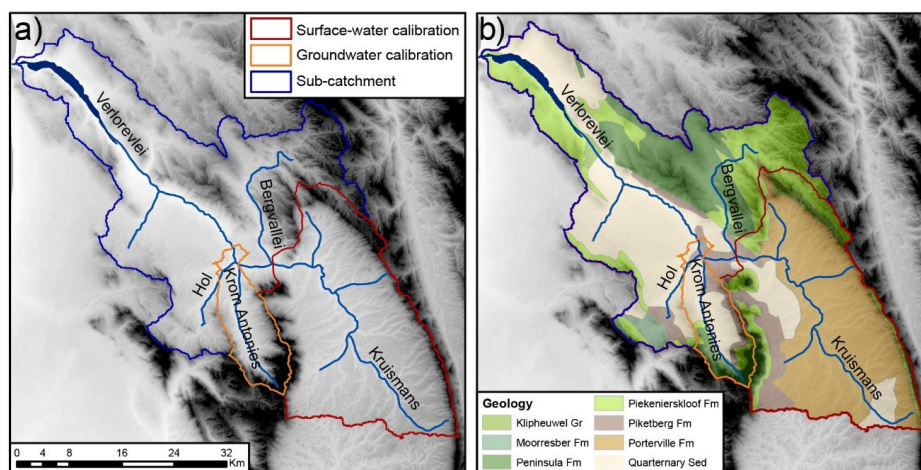 a)
Surface-water calibration
Groundwater calibration
Sub-catchment
Verlorevlei
Bergvallei
Hol
Krom Antonies
Kruismans
0 4 8 16 24 32
Km
b)
Verlorevlei
Bergvallei
Hol
Krom Antonies
Kruismans
Geology
Klipheuwel Gr
Moorresber Fm
Peninsula Fm
Piekenierskloof Fm
Piketberg Fm
Porterville Fm
Quarternary Sed